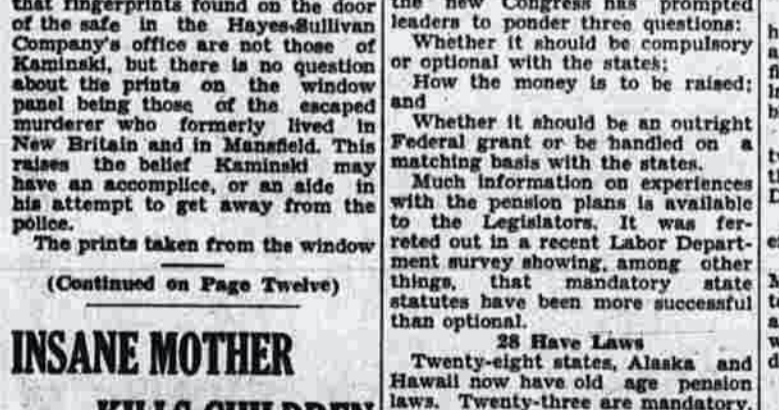 that fingerprints found on the door
of the safe in the Hayes-Sullivan
Company's office are not those of
Kaminski, but there is no question
about the prints on the window
panel being those of the escaped
murderer who formerly lived in
New Britain and in Mansfield. This
raises the belief Kaminski may
have an accomplice, or an aide in
his attempt to get away from the
police.
The prints taken from the window
(Continued on Page Twelve)
INSANE MOTHER
KILLS CHILDREN
the new Congress has prompted
leaders to ponder three questions:
Whether it should be compulsory
or optional with the states;
How the money is to be raised;
and
Whether it should be an outright
Federal grant or be handled on a
matching basis with the states.
Much information on experiences
with the pension plans is available
to the Legislators. It was fer-
reted out in a recent Labor Depart-
ment survey showing, among other
things, that mandatory state
statutes have been more successful
than optional.
28 Have Laws
Twenty-eight states, Alaska and
Hawaii now have old age pension
laws. Twenty-three are mandatory,